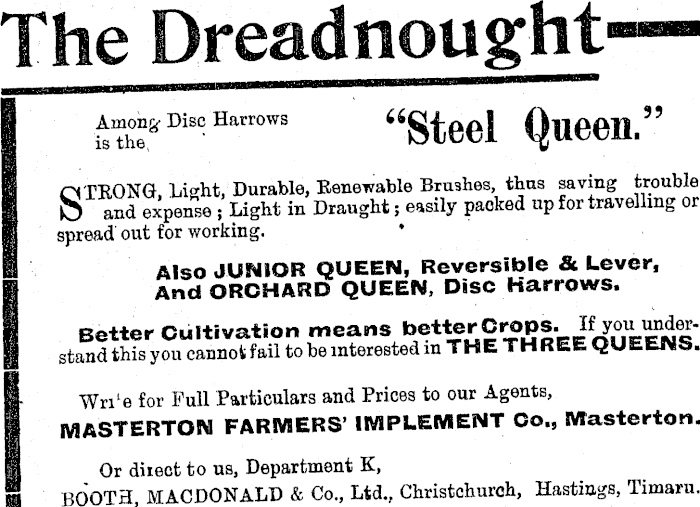 The Dreadnought
Among Disc Harrows
is the
"Steel Queen."
STRONG, Light, Durable, Renewable Brushes, thus saving trouble
and expense; Light in Draught; easily packed up for travelling or
spread out for working.
Also JUNIOR QUEEN, Reversible & Lever,
And ORCHARD QUEEN, Disc Harrows.
Better Cultivation means better Crops. If you under-
stand this you cannot fail to be interested in THE THREE QUEENS.
Write for Full Particulars and Prices to our Agents,
MASTERTON FARMERS' IMPLEMENT Co., Masterton.
Or direct to us, Department K,
BOOTH, MACDONALD & Co., Ltd., Christchurch, Hastings, Timaru.